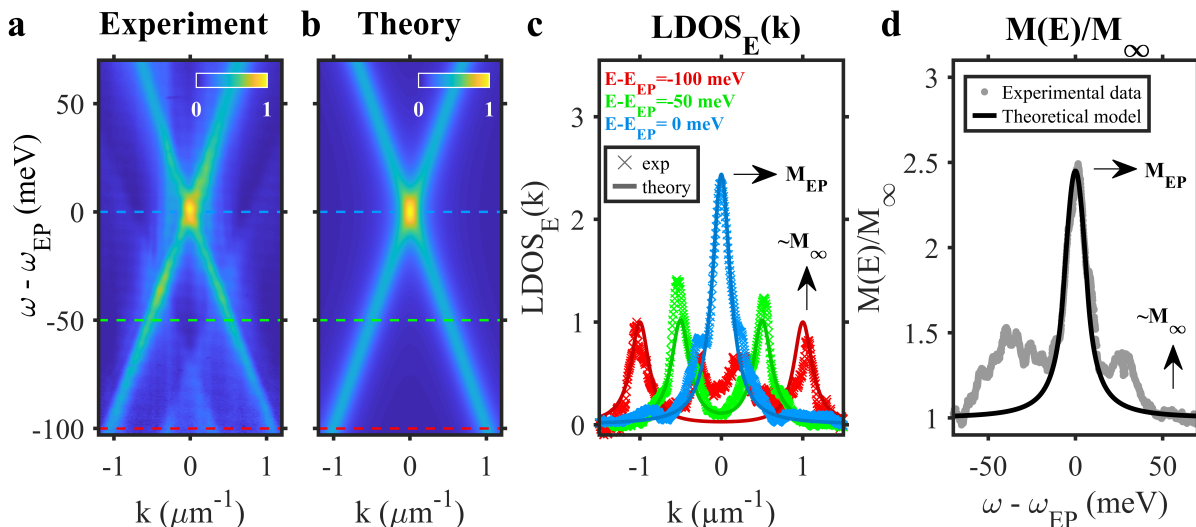 a Experiment
b Theory
c LDOS_E(k)
d M(E)/M_∞
ω - ω_EP (meV)
50
0
-50
-100
0 1
-1 0 1
k (μm⁻¹)
0 1
-1 0 1
k (μm⁻¹)
LDOS_E(k)
3
2
1
0
E-E_EP=-100 meV
E-E_EP=-50 meV
E-E_EP= 0 meV
exp
theory
M_EP
~M_∞
-1 0 1
k (μm⁻¹)
M(E)/M_∞
3
2.5
2
1.5
1
Experimental data
Theoretical model
M_EP
~M_∞
-50 0 50
ω - ω_EP (meV)